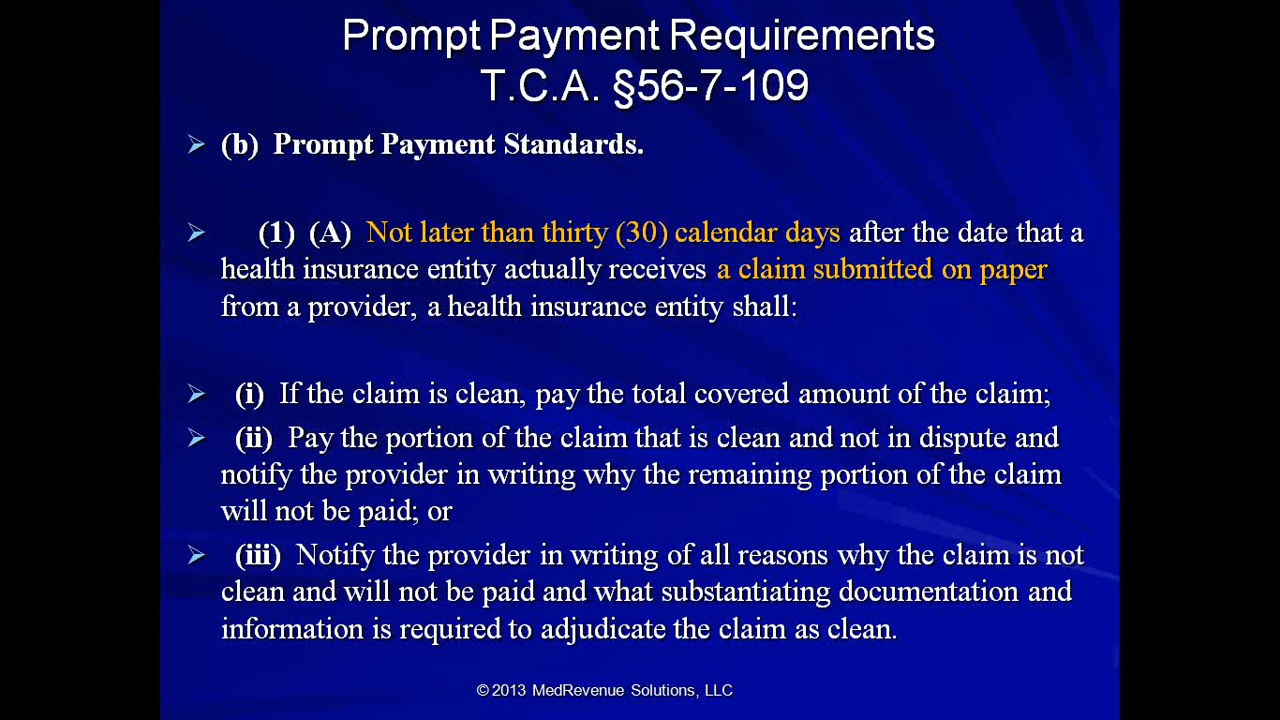 Prompt Payment Requirements
T.C.A. §56-7-109
(b) Prompt Payment Standards.
(1) (A) Not later than thirty (30) calendar days after the date that a
health insurance entity actually receives a claim submitted on paper
from a provider, a health insurance entity shall:
(i) If the claim is clean, pay the total covered amount of the claim;
(ii) Pay the portion of the claim that is clean and not in dispute and
notify the provider in writing why the remaining portion of the claim
will not be paid; or
(iii) Notify the provider in writing of all reasons why the claim is not
clean and will not be paid and what substantiating documentation and
information is required to adjudicate the claim as clean.
© 2013 MedRevenue Solutions, LLC